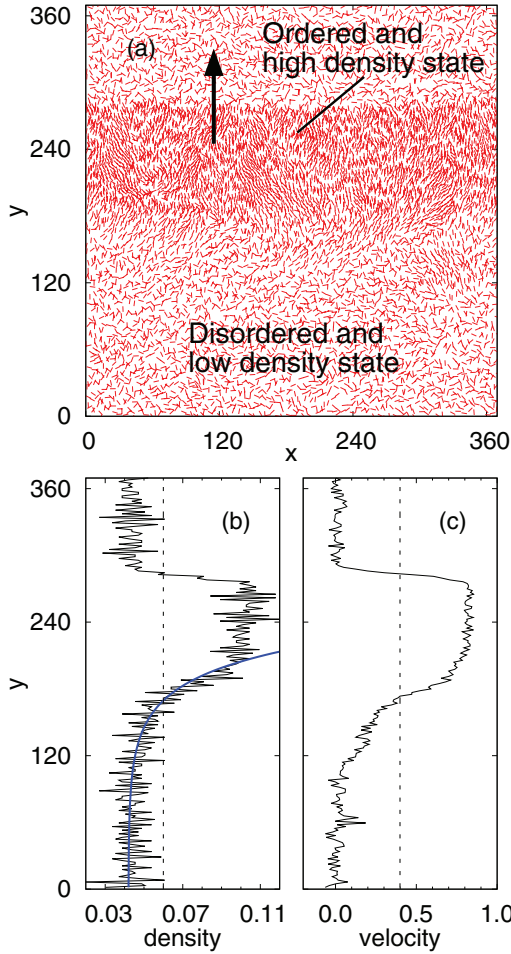 360
(a)
Ordered and
high density state
240
y
120
Disordered and
low density state
0
0 120 240 360
x
360
(b) (c)
240
y
120
0
0.03 0.07 0.11 0.0 0.4 1.0
density velocity